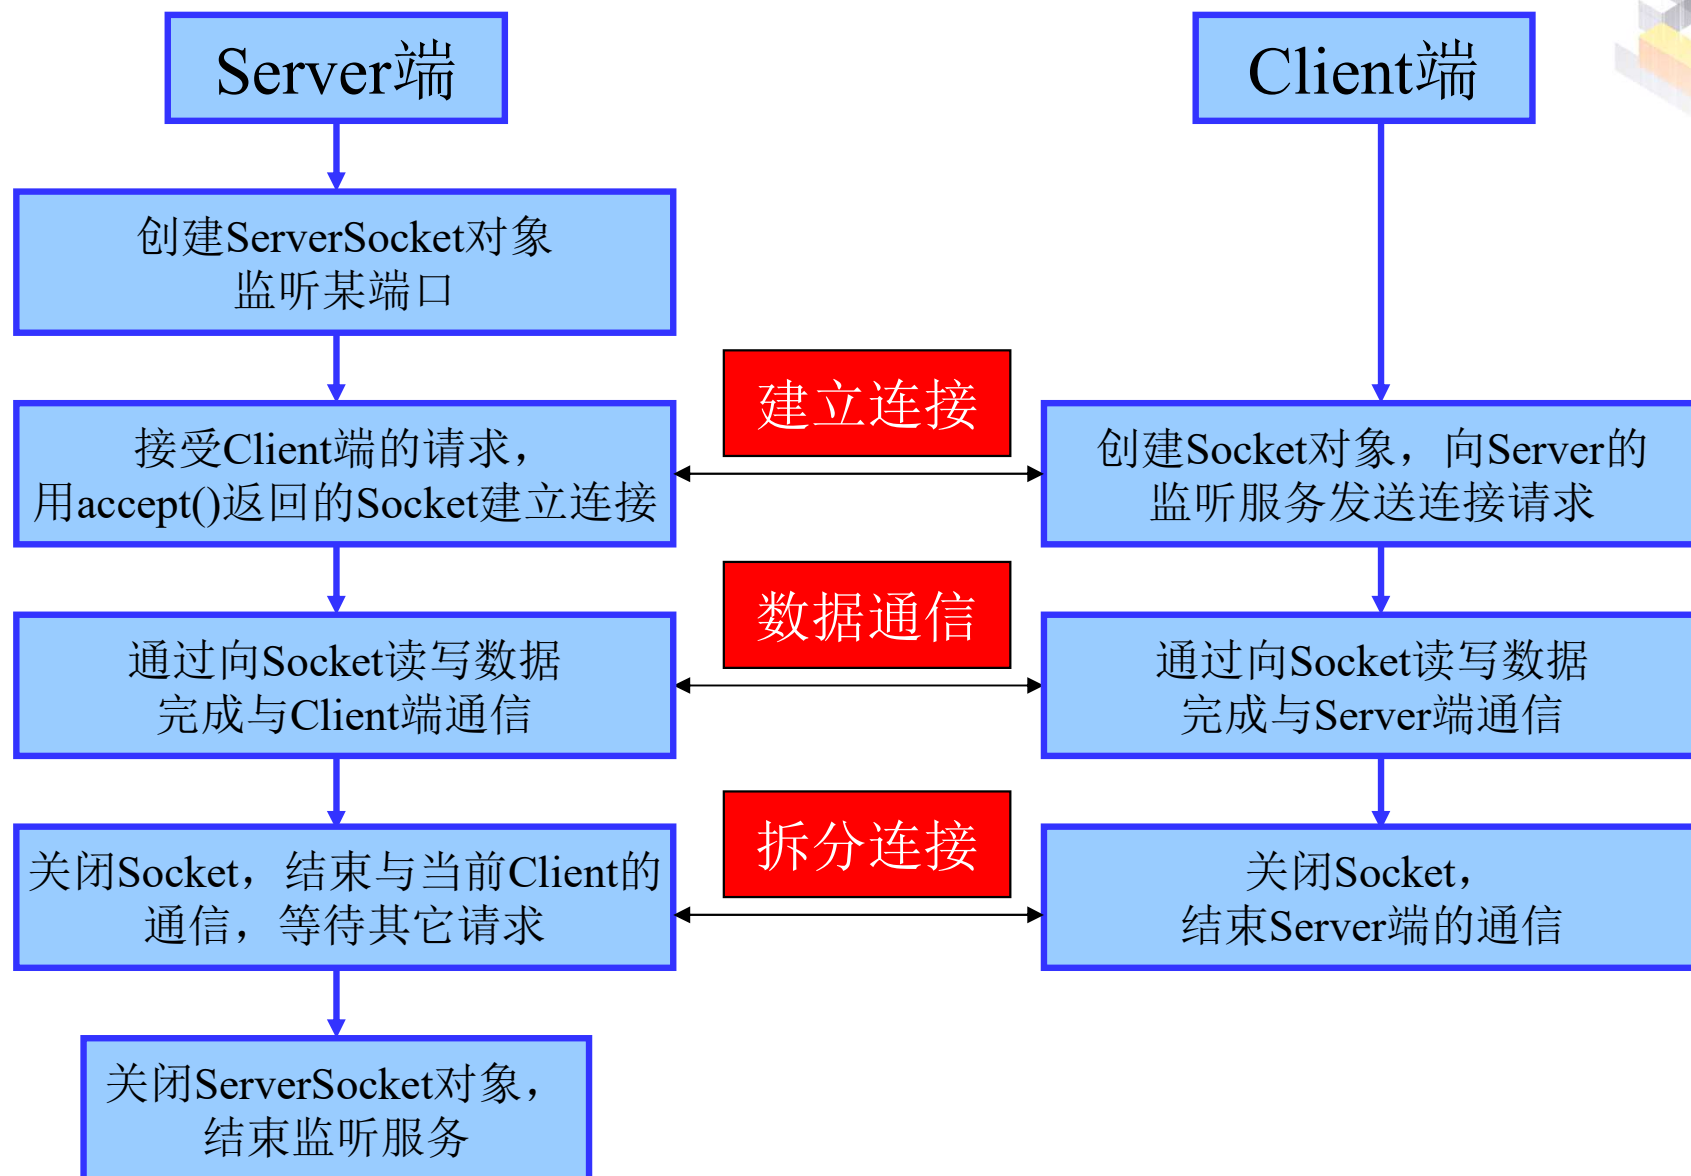 Server端
Client端
创建ServerSocket对象
监听某端口
建立连接
接受Client端的请求，
用accept()返回的Socket建立连接
创建Socket对象，向Server的
监听服务发送连接请求
数据通信
通过向Socket读写数据
完成与Client端通信
通过向Socket读写数据
完成与Server端通信
拆分连接
关闭Socket，结束与当前Client的
通信，等待其它请求
关闭Socket，
结束Server端的通信
关闭ServerSocket对象，
结束监听服务